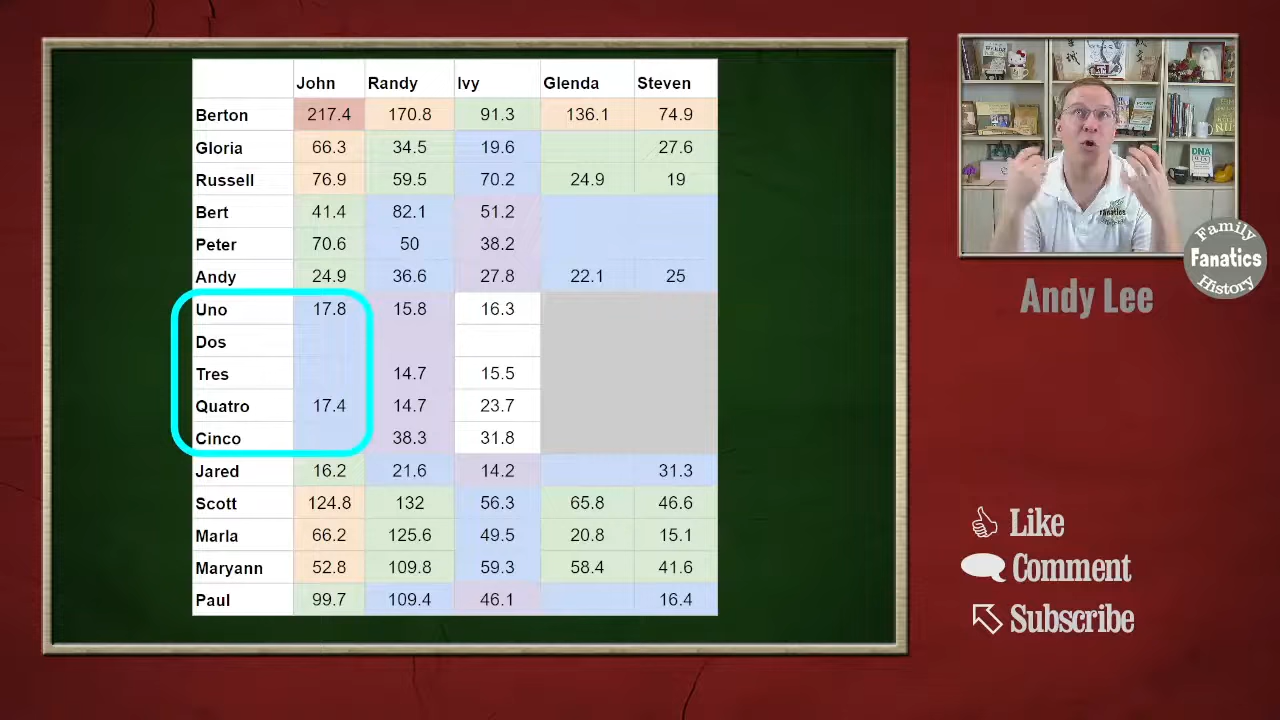 John Randy Ivy Glenda Steven
Berton 217.4 170.8 91.3 136.1 74.9
Gloria 66.3 34.5 19.6 27.6
Russell 76.9 59.5 70.2 24.9 19
Bert 41.4 82.1 51.2
Peter 70.6 50 38.2
Andy 24.9 36.6 27.8 22.1 25
Uno 17.8 15.8 16.3
Dos
Tres 14.7 15.5
Quatro 17.4 14.7 23.7
Cinco 38.3 31.8
Jared 16.2 21.6 14.2 31.3
Scott 124.8 132 56.3 65.8 46.6
Marla 66.2 125.6 49.5 20.8 15.1
Maryann 52.8 109.8 59.3 58.4 41.6
Paul 99.7 109.4 46.1 16.4
DNA
Fanatics
Family
Fanatics
History
Andy Lee
Like
Comment
Subscribe